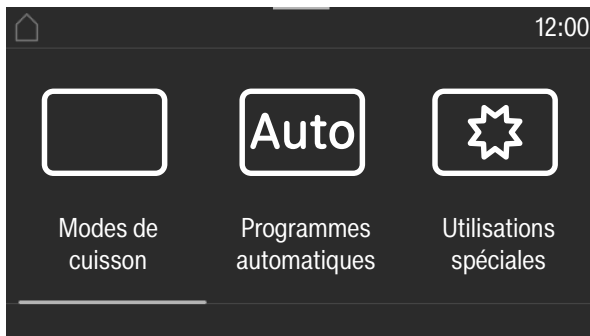 12:00
Auto
Modes de
cuisson
Programmes
automatiques
Utilisations
spéciales